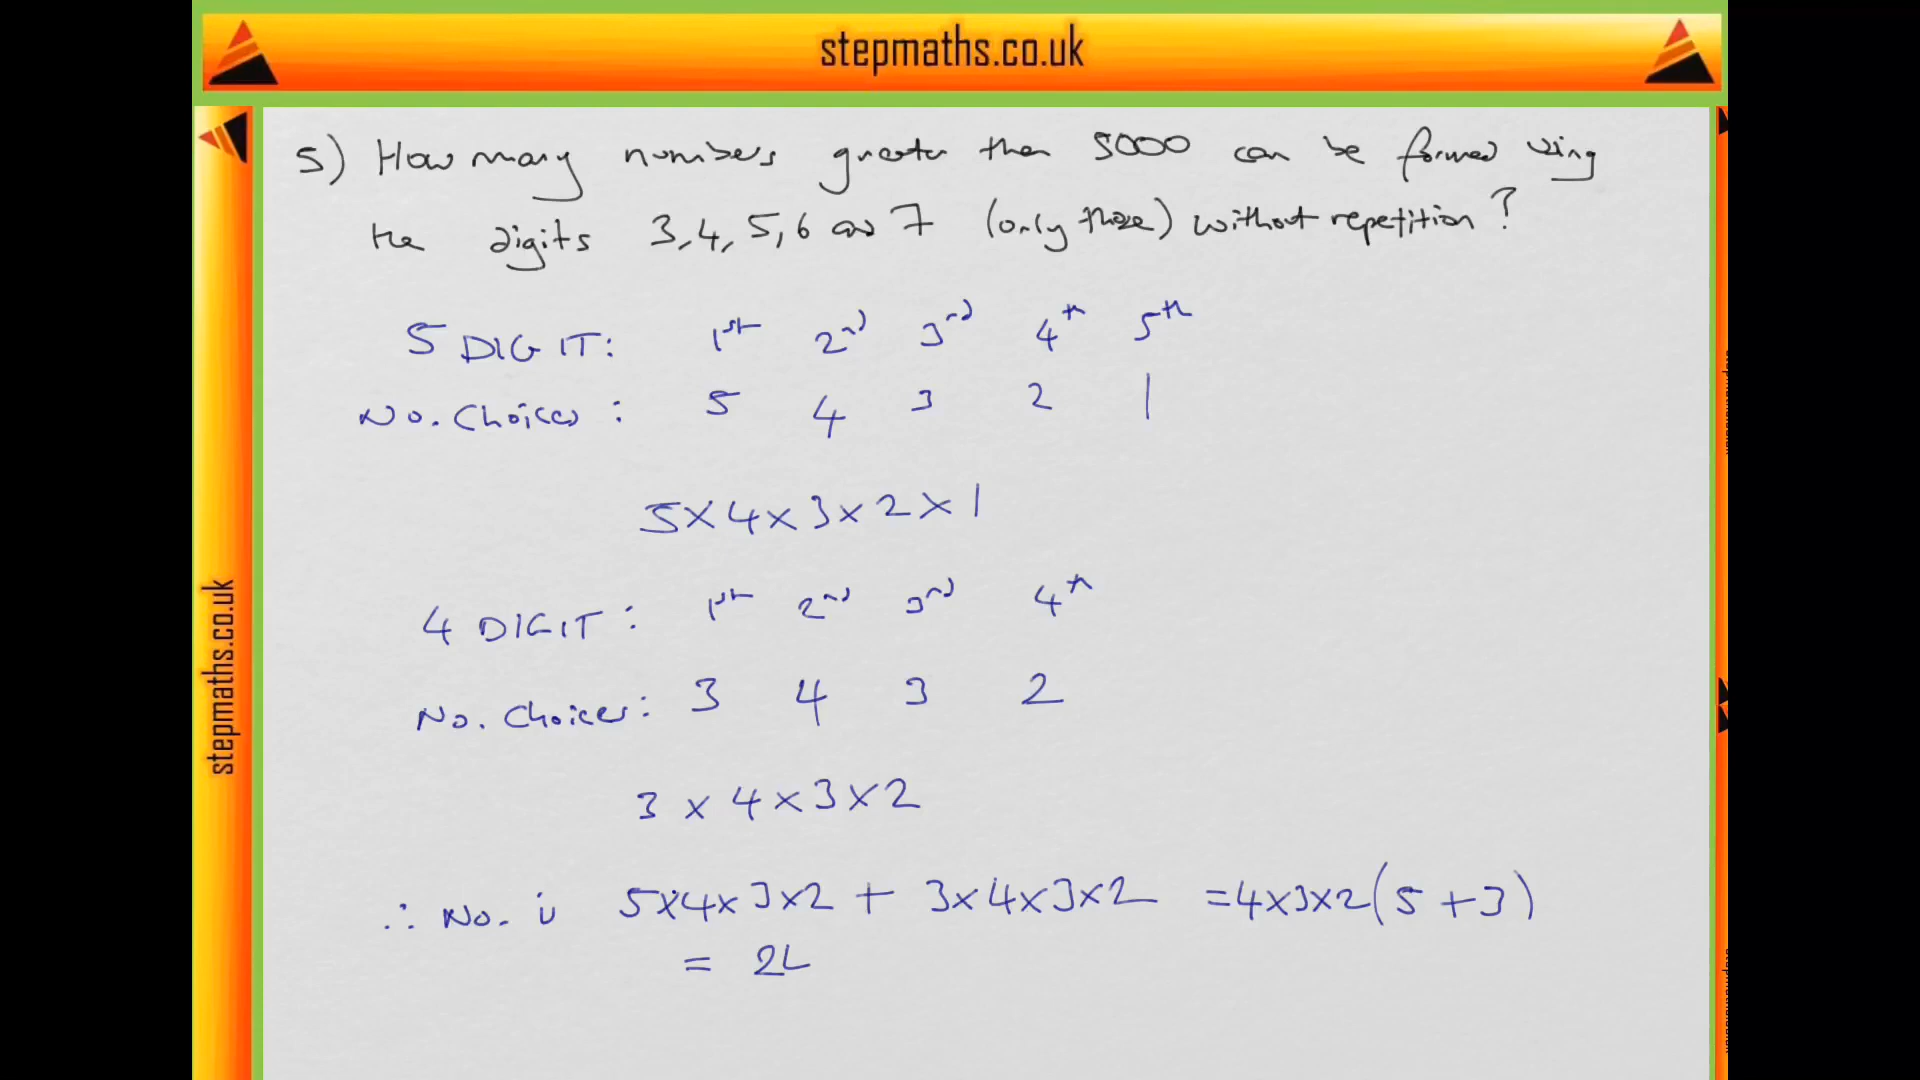 stepmaths.co.uk
stepmaths.co.uk
5) How many numbers greater than 5000 can be formed using
the digits 3,4,5,6 and 7 (only these) without repetition?
5 DIGIT: 1st 2nd 3rd 4th 5th
No. Choices: 5 4 3 2 1
5×4×3×2×1
4 DIGIT: 1st 2nd 3rd 4th
No. Choices: 3 4 3 2
3×4×3×2
∴ No. is 5×4×3×2 + 3×4×3×2 = 4×3×2(5+3)
= 24